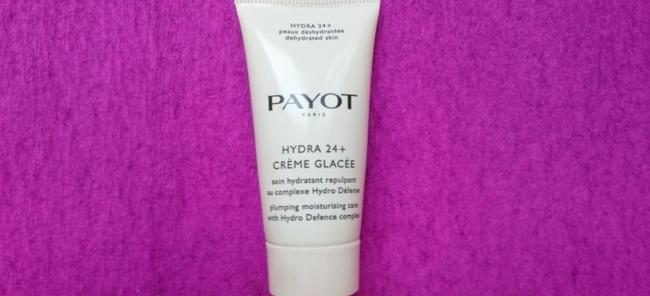 HYDRA 24+
peaux déshydratées
dehydrated skin
PAYOT
PARIS
HYDRA 24+
CRÈME GLACÉE
soin hydratant repulpant
au complexe Hydro Défense
plumping moisturising care
with Hydro Defence complex